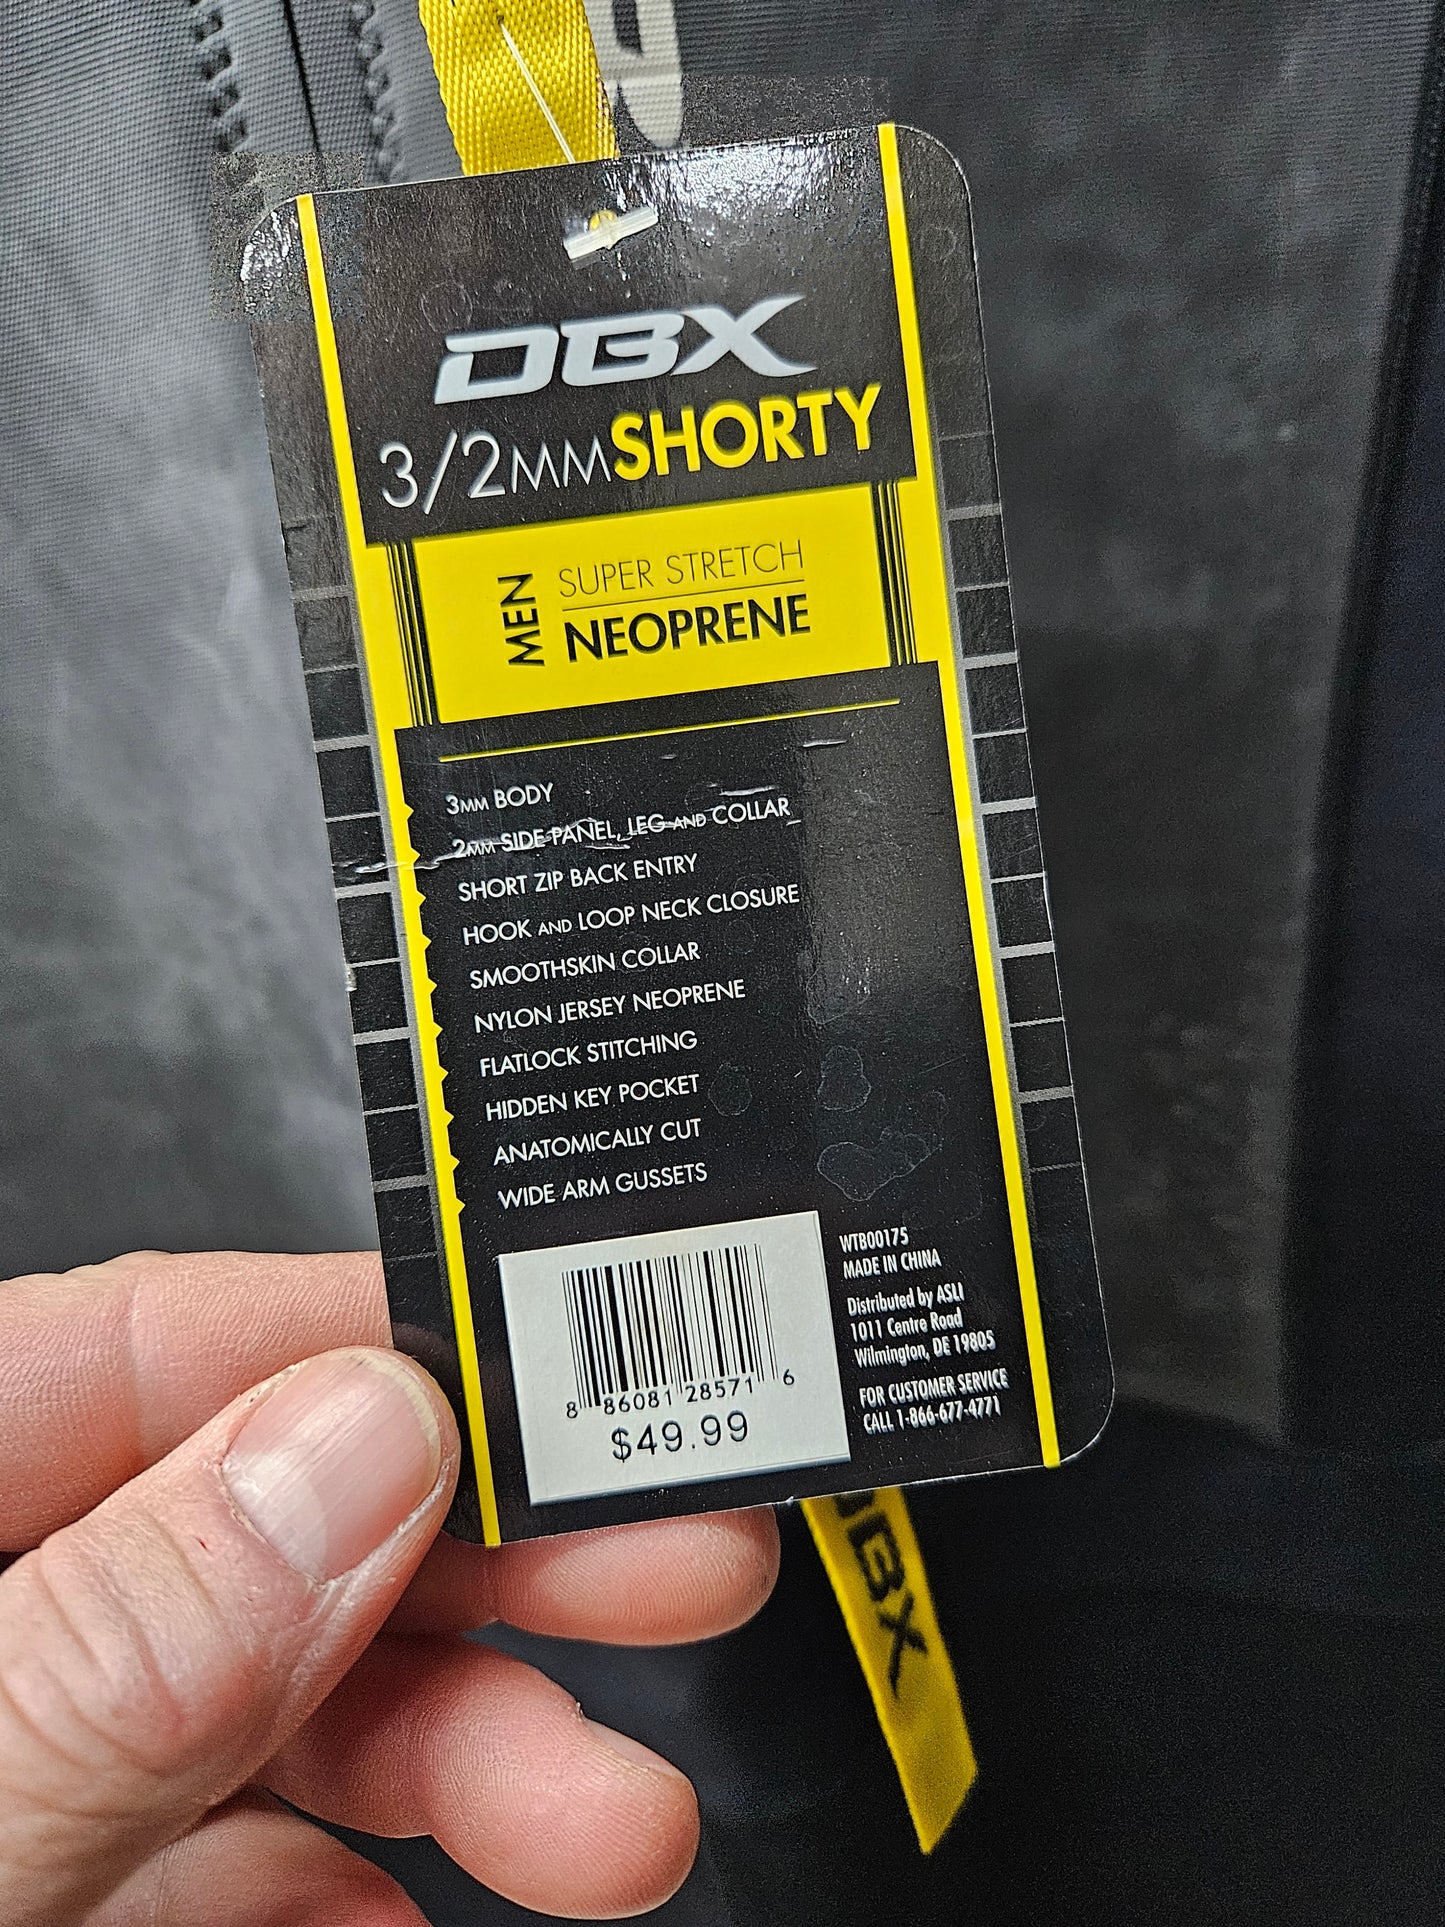 DBX
3/2MM SHORTY
MEN
SUPER STRETCH
NEOPRENE
3MM BODY
2MM SIDE PANEL, LEG AND COLLAR
SHORT ZIP BACK ENTRY
HOOK AND LOOP NECK CLOSURE
SMOOTHSKIN COLLAR
NYLON JERSEY NEOPRENE
FLATLOCK STITCHING
HIDDEN KEY POCKET
ANATOMICALLY CUT
WIDE ARM GUSSETS
8 86081 28571 6
$49.99
WTB00175
MADE IN CHINA
Distributed by ASLI
1011 Centre Road
Wilmington, DE 19805
FOR CUSTOMER SERVICE
CALL 1-866-677-4771
DBX